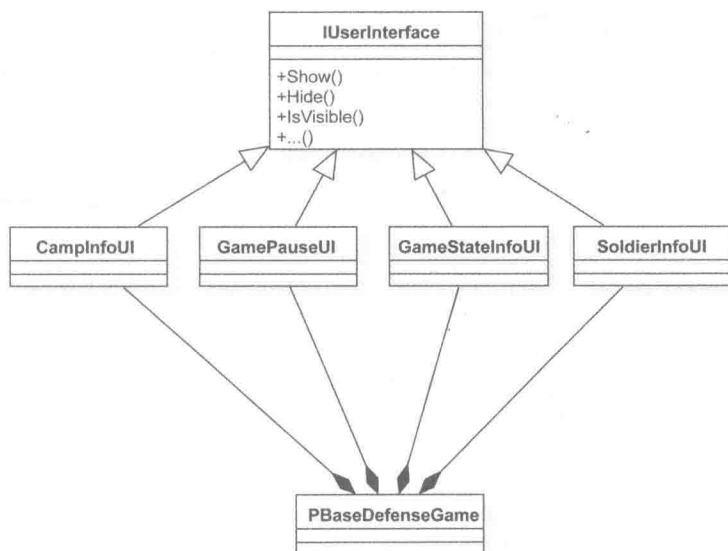 IUserInterface
+Show()
+Hide()
+IsVisible()
+...()
CampInfoUI
GamePauseUI
GameStateInfoUI
SoldierInfoUI
PBaseDefenseGame